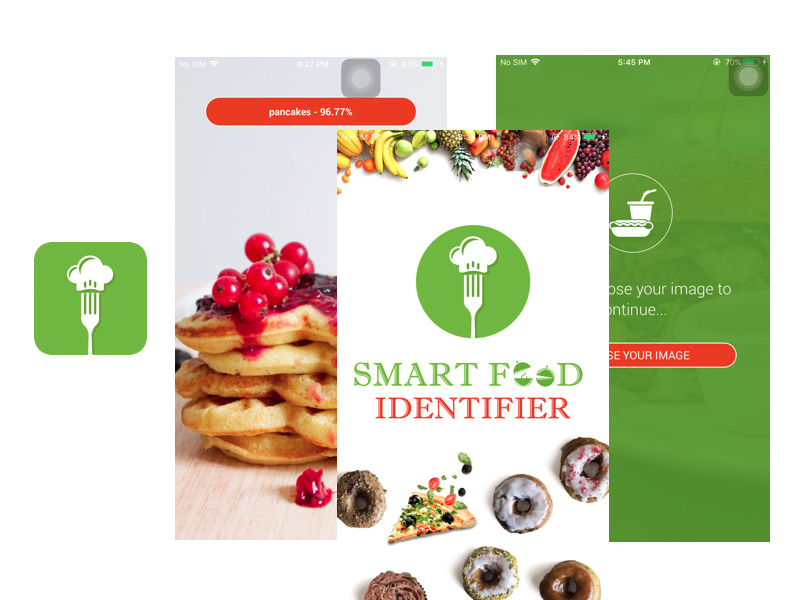 No SIM
8:37 PM
pancakes - 96.77%
SMART FOOD
IDENTIFIER
No SIM
5:45 PM
70%
ose your image to
ontinue...
SE YOUR IMAGE